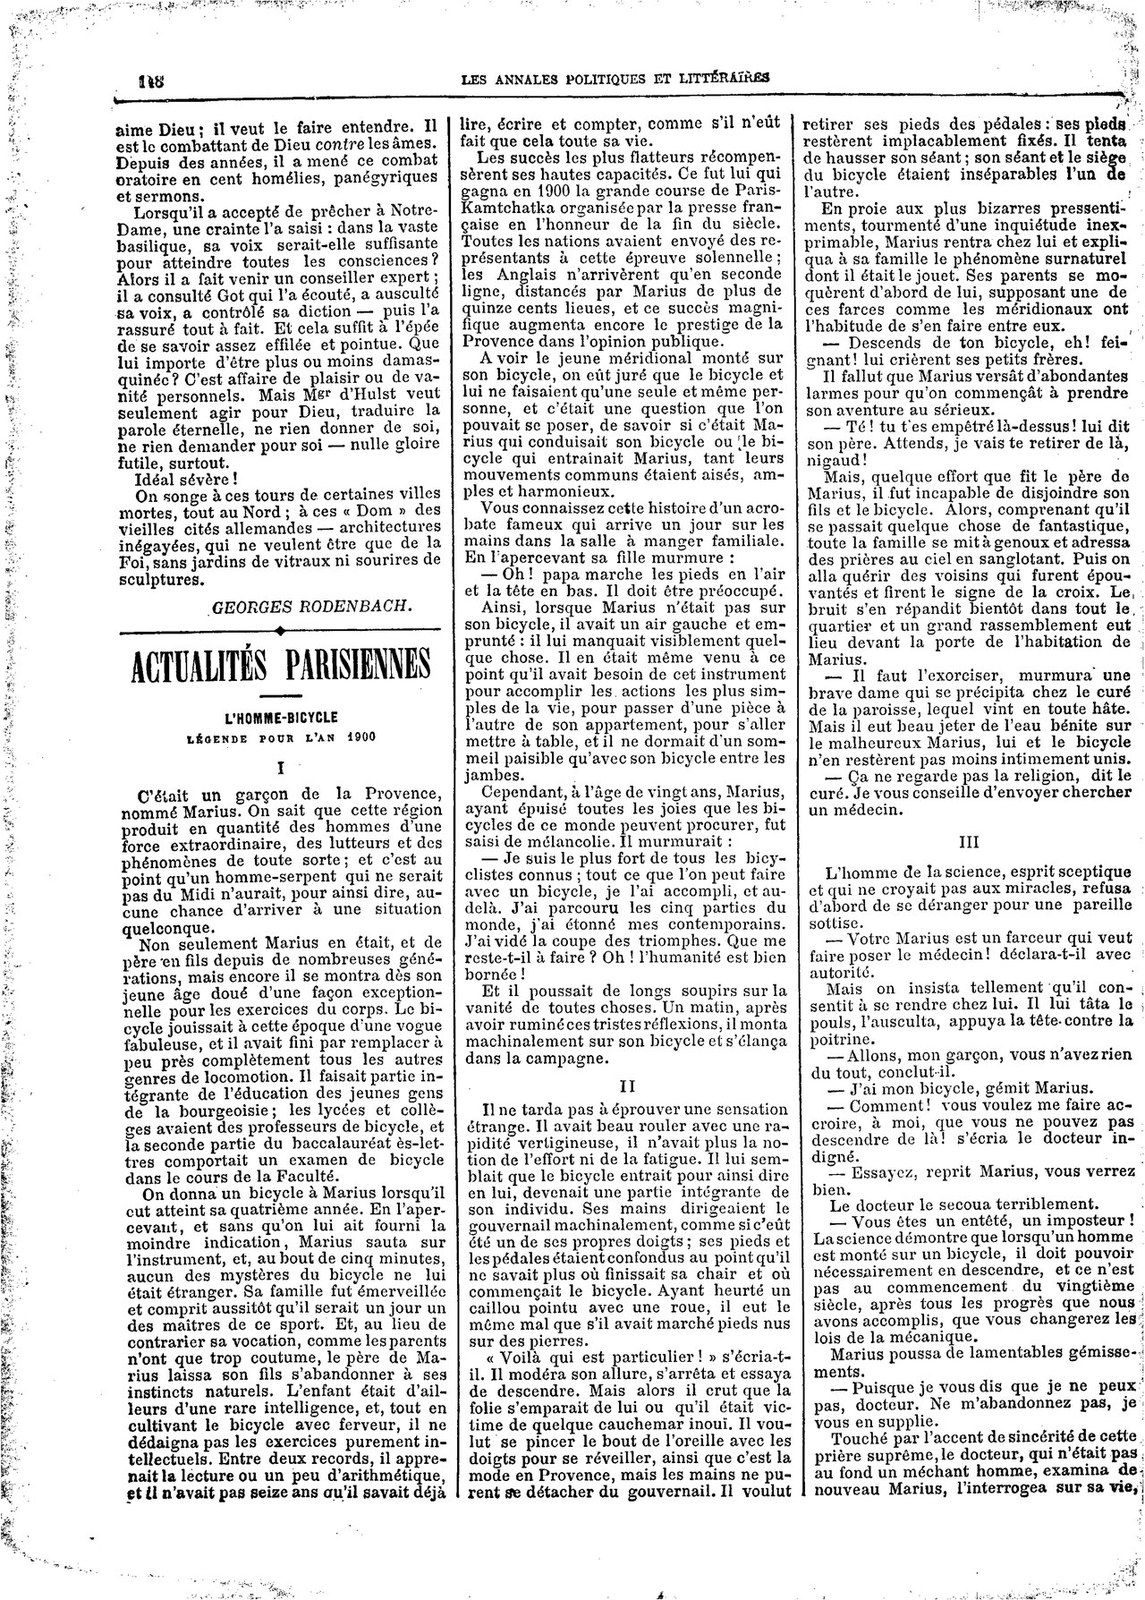 148
LES ANNALES POLITIQUES ET LITTÉRAIRES
aime Dieu ; il veut le faire entendre. Il
est le combattant de Dieu contre les âmes.
Depuis des années, il a mené ce combat
oratoire en cent homélies, panégyriques
et sermons.
Lorsqu'il a accepté de prêcher à Notre-
Dame, une crainte l'a saisi : dans la vaste
basilique, sa voix serait-elle suffisante
pour atteindre toutes les consciences ?
Alors il a fait venir un conseiller expert ;
il a consulté Got qui l'a écouté, a ausculté
sa voix, a contrôlé sa diction — puis l'a
rassuré tout à fait. Et cela suffit à l'épée
de se savoir assez effilée et pointue. Que
lui importe d'être plus ou moins damas-
quinée ? C'est affaire de plaisir ou de va-
nité personnels. Mais Mgr d'Hulst veut
seulement agir pour Dieu, traduire la
parole éternelle, ne rien donner de soi,
ne rien demander pour soi — nulle gloire
futile, surtout.
Idéal sévère !
On songe à ces tours de certaines villes
mortes, tout au Nord ; à ces « Dom » des
vieilles cités allemandes — architectures
inégayées, qui ne veulent être que de la
Foi, sans jardins de vitraux ni sourires de
sculptures.
GEORGES RODENBACH.
ACTUALITÉS PARISIENNES
L'HOMME-BICYCLE
LÉGENDE POUR L'AN 1900
I
C'était un garçon de la Provence,
nommé Marius. On sait que cette région
produit en quantité des hommes d'une
force extraordinaire, des lutteurs et des
phénomènes de toute sorte ; et c'est au
point qu'un homme-serpent qui ne serait
pas du Midi n'aurait, pour ainsi dire, au-
cune chance d'arriver à une situation
quelconque.
Non seulement Marius en était, et de
père en fils depuis de nombreuses géné-
rations, mais encore il se montra dès son
jeune âge doué d'une façon exception-
nelle pour les exercices du corps. Le bi-
cycle jouissait à cette époque d'une vogue
fabuleuse, et il avait fini par remplacer à
peu près complètement tous les autres
genres de locomotion. Il faisait partie in-
tégrante de l'éducation des jeunes gens
de la bourgeoisie ; les lycées et collè-
ges avaient des professeurs de bicycle, et
la seconde partie du baccalauréat ès-let-
tres comportait un examen de bicycle
dans le cours de la Faculté.
On donna un bicycle à Marius lorsqu'il
eut atteint sa quatrième année. En l'aper-
cevant, et sans qu'on lui ait fourni la
moindre indication, Marius sauta sur
l'instrument, et, au bout de cinq minutes,
aucun des mystères du bicycle ne lui
était étranger. Sa famille fut émerveillée
et comprit aussitôt qu'il serait un jour un
des maîtres de ce sport. Et, au lieu de
contrarier sa vocation, comme les parents
n'ont que trop coutume, le père de Ma-
rius laissa son fils s'abandonner à ses
instincts naturels. L'enfant était d'ail-
leurs d'une rare intelligence, et, tout en
cultivant le bicycle avec ferveur, il ne
dédaigna pas les exercices purement in-
tellectuels. Entre deux records, il appre-
nait la lecture ou un peu d'arithmétique,
et il n'avait pas seize ans qu'il savait déjà
lire, écrire et compter, comme s'il n'eût
fait que cela toute sa vie.
Les succès les plus flatteurs récompen-
sèrent ses hautes capacités. Ce fut lui qui
gagna en 1900 la grande course de Paris-
Kamtchatka organisée par la presse fran-
çaise en l'honneur de la fin du siècle.
Toutes les nations avaient envoyé des re-
présentants à cette épreuve solennelle ;
les Anglais n'arrivèrent qu'en seconde
ligne, distancés par Marius de plus de
quinze cents lieues, et ce succès magni-
fique augmenta encore le prestige de la
Provence dans l'opinion publique.
A voir le jeune méridional monté sur
son bicycle, on eût juré que le bicycle et
lui ne faisaient qu'une seule et même per-
sonne, et c'était une question que l'on
pouvait se poser, de savoir si c'était Ma-
rius qui conduisait son bicycle ou le bi-
cycle qui entrainait Marius, tant leurs
mouvements communs étaient aisés, am-
ples et harmonieux.
Vous connaissez cette histoire d'un acro-
bate fameux qui arrive un jour sur les
mains dans la salle à manger familiale.
En l'apercevant sa fille murmure :
— Oh ! papa marche les pieds en l'air
et la tête en bas. Il doit être préoccupé.
Ainsi, lorsque Marius n'était pas sur
son bicycle, il avait un air gauche et em-
prunté : il lui manquait visiblement quel-
que chose. Il en était même venu à ce
point qu'il avait besoin de cet instrument
pour accomplir les actions les plus sim-
ples de la vie, pour passer d'une pièce à
l'autre de son appartement, pour s'aller
mettre à table, et il ne dormait d'un som-
meil paisible qu'avec son bicycle entre les
jambes.
Cependant, à l'âge de vingt ans, Marius,
ayant épuisé toutes les joies que les bi-
cycles de ce monde peuvent procurer, fut
saisi de mélancolie. Il murmurait :
— Je suis le plus fort de tous les bicy-
clistes connus ; tout ce que l'on peut faire
avec un bicycle, je l'ai accompli, et au-
delà. J'ai parcouru les cinq parties du
monde, j'ai étonné mes contemporains.
J'ai vidé la coupe des triomphes. Que me
reste-t-il à faire ? Oh ! l'humanité est bien
bornée !
Et il poussait de longs soupirs sur la
vanité de toutes choses. Un matin, après
avoir ruminé ces tristes réflexions, il monta
machinalement sur son bicycle et s'élança
dans la campagne.
II
Il ne tarda pas à éprouver une sensation
étrange. Il avait beau rouler avec une ra-
pidité vertigineuse, il n'avait plus la no-
tion de l'effort ni de la fatigue. Il lui sem-
blait que le bicycle entrait pour ainsi dire
en lui, devenait une partie intégrante de
son individu. Ses mains dirigeaient le
gouvernail machinalement, comme si c'eût
été un de ses propres doigts ; ses pieds et
les pédales étaient confondus au point qu'il
ne savait plus où finissait sa chair et où
commençait le bicycle. Ayant heurté un
caillou pointu avec une roue, il eut le
même mal que s'il avait marché pieds nus
sur des pierres.
« Voilà qui est particulier ! » s'écria-t-
il. Il modéra son allure, s'arrêta et essaya
de descendre. Mais alors il crut que la
folie s'emparait de lui ou qu'il était vic-
time de quelque cauchemar inouï. Il vou-
lut se pincer le bout de l'oreille avec les
doigts pour se réveiller, ainsi que c'est la
mode en Provence, mais les mains ne pu-
rent se détacher du gouvernail. Il voulut
retirer ses pieds des pédales : ses pieds
restèrent implacablement fixés. Il tenta
de hausser son séant ; son séant et le siège
du bicycle étaient inséparables l'un de
l'autre.
En proie aux plus bizarres pressenti-
ments, tourmenté d'une inquiétude inex-
primable, Marius rentra chez lui et expli-
qua à sa famille le phénomène surnaturel
dont il était le jouet. Ses parents se mo-
quèrent d'abord de lui, supposant une de
ces farces comme les méridionaux ont
l'habitude de s'en faire entre eux.
— Descends de ton bicycle, eh ! fei-
gnant ! lui crièrent ses petits frères.
Il fallut que Marius versât d'abondantes
larmes pour qu'on commençât à prendre
son aventure au sérieux.
— Té ! tu t'es empêtré là-dessus ! lui dit
son père. Attends, je vais te retirer de là,
nigaud !
Mais, quelque effort que fit le père de
Marius, il fut incapable de disjoindre son
fils et le bicycle. Alors, comprenant qu'il
se passait quelque chose de fantastique,
toute la famille se mit à genoux et adressa
des prières au ciel en sanglotant. Puis on
alla quérir des voisins qui furent épou-
vantés et firent le signe de la croix. Le
bruit s'en répandit bientôt dans tout le
quartier et un grand rassemblement eut
lieu devant la porte de l'habitation de
Marius.
— Il faut l'exorciser, murmura une
brave dame qui se précipita chez le curé
de la paroisse, lequel vint en toute hâte.
Mais il eut beau jeter de l'eau bénite sur
le malheureux Marius, lui et le bicycle
n'en restèrent pas moins intimement unis.
— Ça ne regarde pas la religion, dit le
curé. Je vous conseille d'envoyer chercher
un médecin.
III
L'homme de la science, esprit sceptique
et qui ne croyait pas aux miracles, refusa
d'abord de se déranger pour une pareille
sottise.
— Votre Marius est un farceur qui veut
faire poser le médecin ! déclara-t-il avec
autorité.
Mais on insista tellement qu'il con-
sentit à se rendre chez lui. Il lui tâta le
pouls, l'ausculta, appuya la tête contre la
poitrine.
— Allons, mon garçon, vous n'avez rien
du tout, conclut-il.
— J'ai mon bicycle, gémit Marius.
— Comment ! vous voulez me faire ac-
croire, à moi, que vous ne pouvez pas
descendre de là ! s'écria le docteur in-
digné.
— Essayez, reprit Marius, vous verrez
bien.
Le docteur le secoua terriblement.
— Vous êtes un entêté, un imposteur !
La science démontre que lorsqu'un homme
est monté sur un bicycle, il doit pouvoir
nécessairement en descendre, et ce n'est
pas au commencement du vingtième
siècle, après tous les progrès que nous
avons accomplis, que vous changerez les
lois de la mécanique.
Marius poussa de lamentables gémisse-
ments.
— Puisque je vous dis que je ne peux
pas, docteur. Ne m'abandonnez pas, je
vous en supplie.
Touché par l'accent de sincérité de cette
prière suprême, le docteur, qui n'était pas
au fond un méchant homme, examina de
nouveau Marius, l'interrogea sur sa vie,